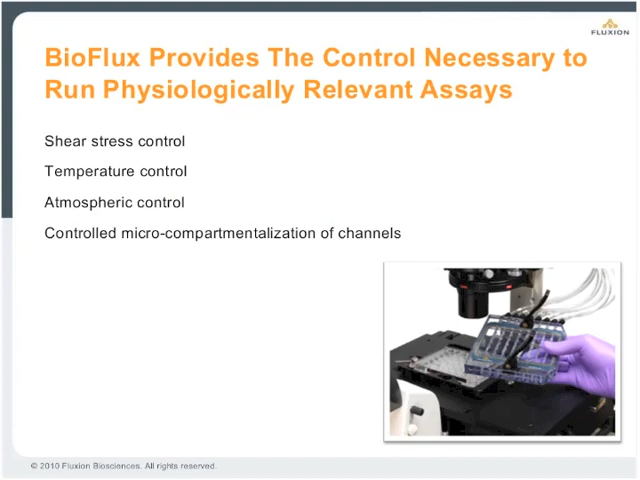 FLUXION
BioFlux Provides The Control Necessary to
Run Physiologically Relevant Assays
Shear stress control
Temperature control
Atmospheric control
Controlled micro-compartmentalization of channels
© 2010 Fluxion Biosciences. All rights reserved.